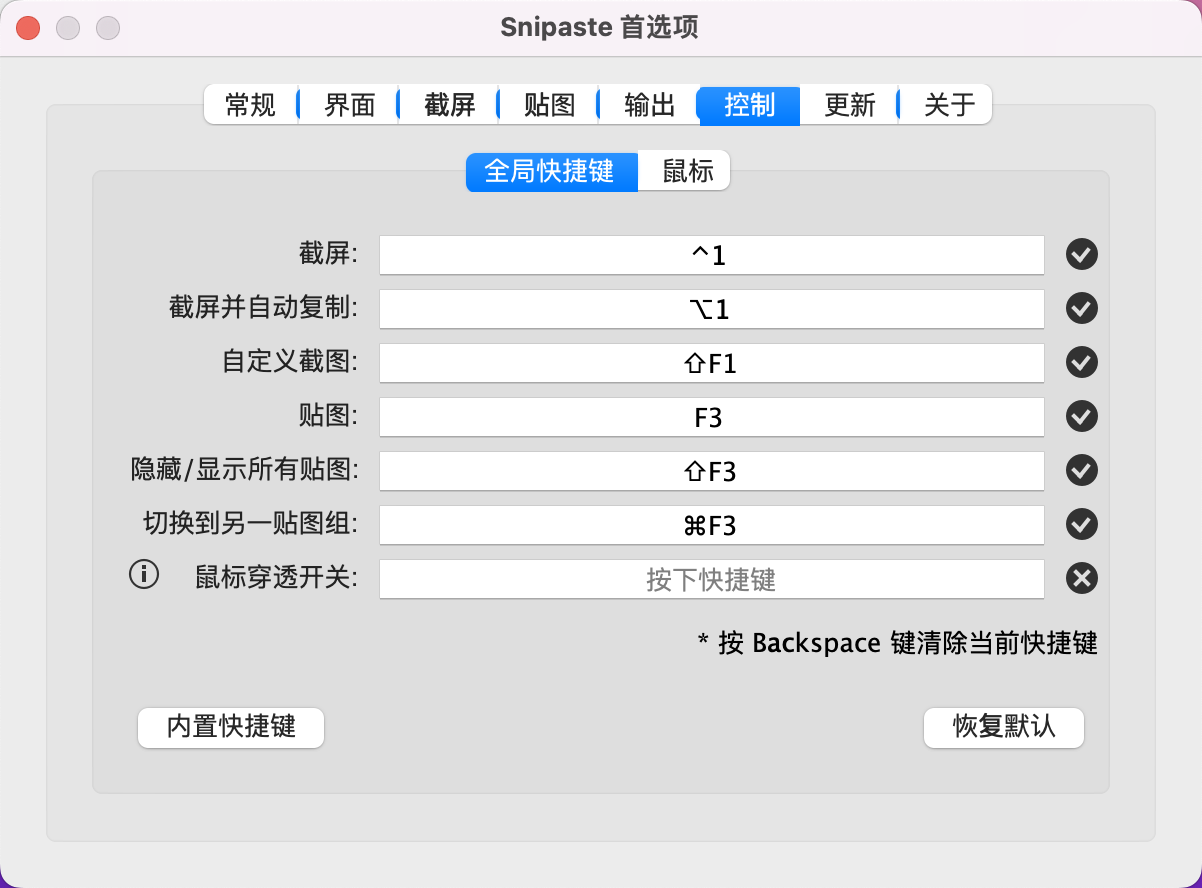 Snipaste 首选项
常规 界面 截屏 贴图 输出 控制 更新 关于
全局快捷键 鼠标
截屏: ^1
截屏并自动复制: ⌥1
自定义截图: ⇧F1
贴图: F3
隐藏/显示所有贴图: ⇧F3
切换到另一贴图组: ⌘F3
鼠标穿透开关: 按下快捷键
* 按 Backspace 键清除当前快捷键
内置快捷键 恢复默认